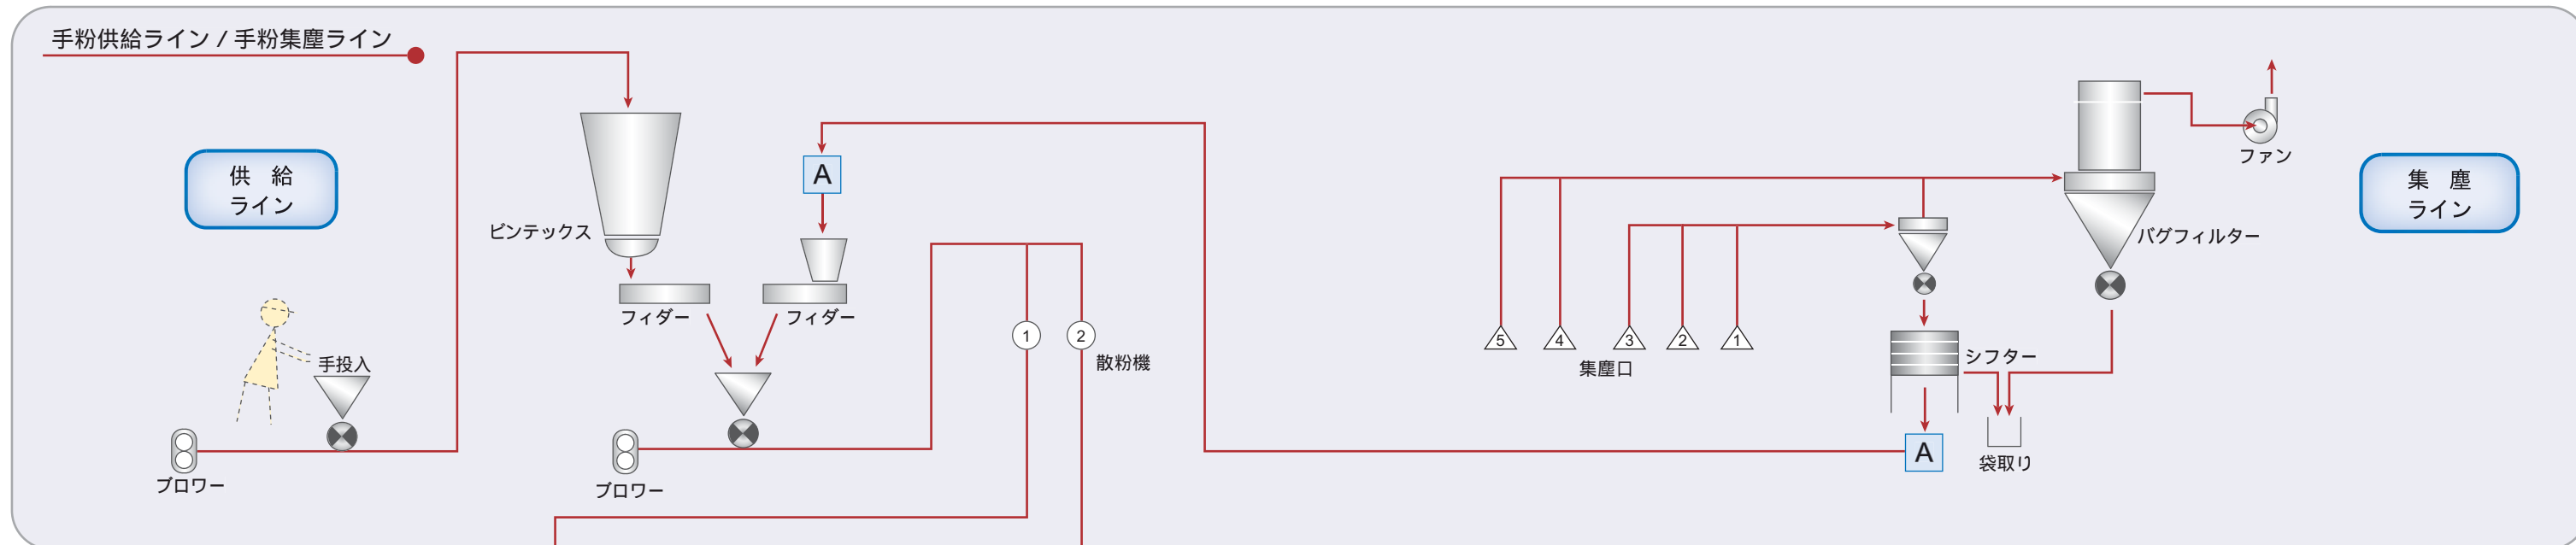 手粉供給ライン / 手粉集塵ライン
供　給
ライン
ビンテックス
A
フィダー
フィダー
手投入
ブロワー
ブロワー
1
2
散粉機
5
4
3
2
1
集塵口
ファン
バグフィルター
シフター
A
袋取り
集　塵
ライン